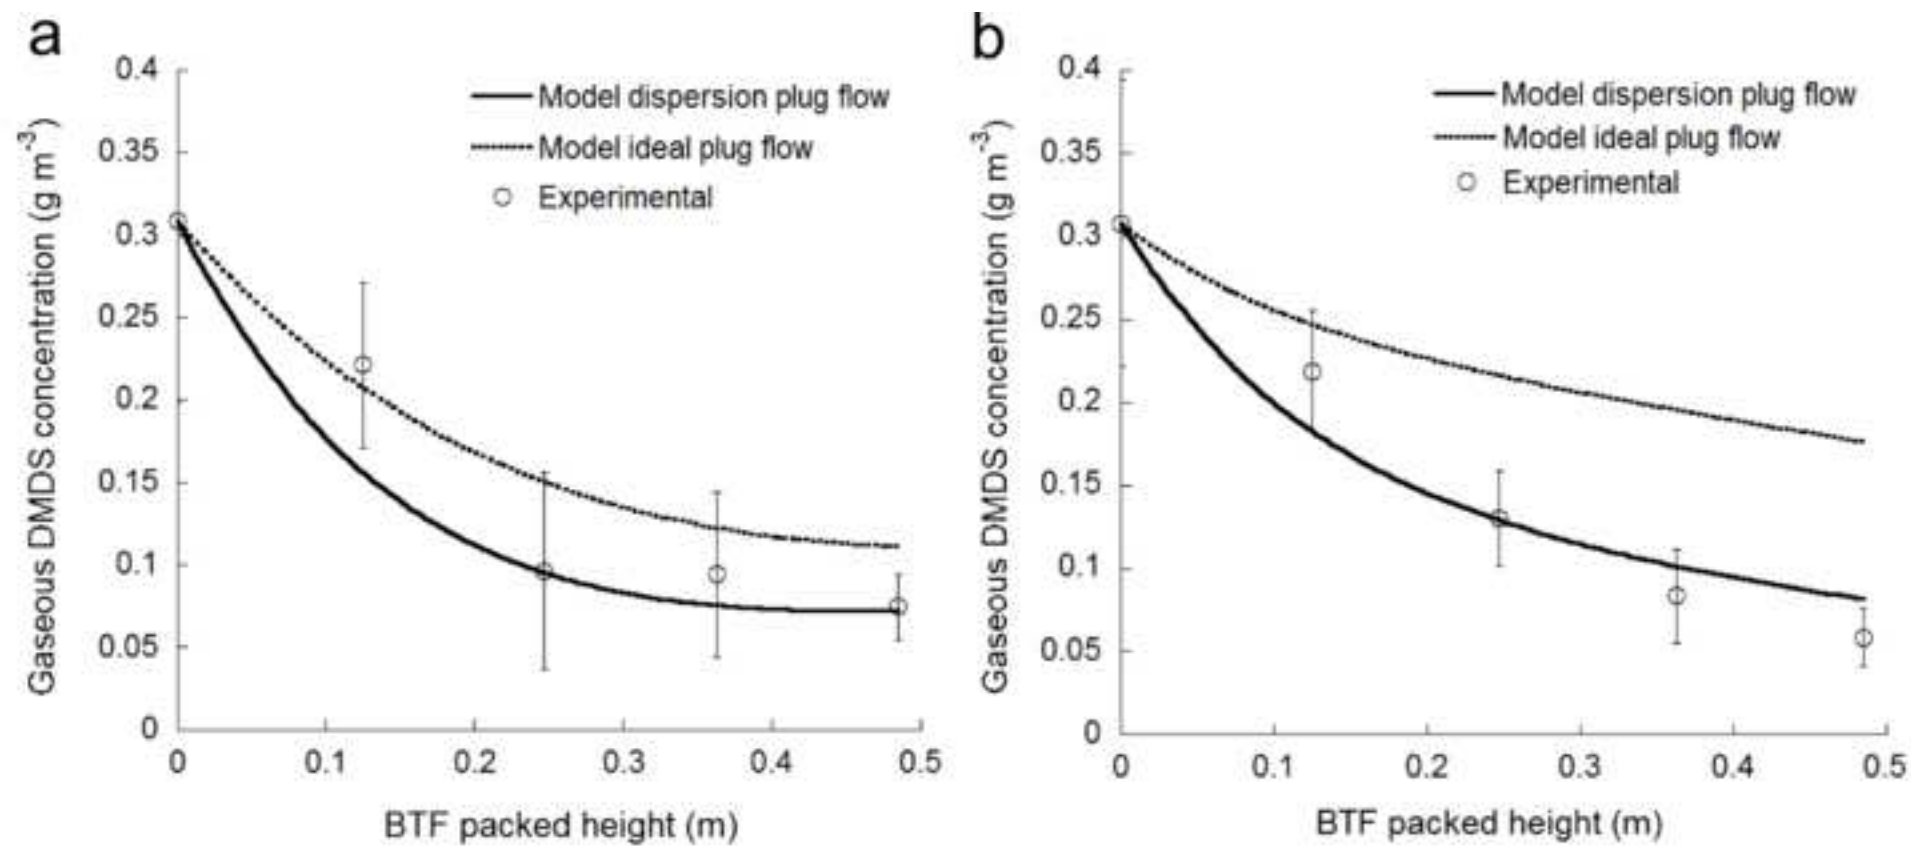 a
Gaseous DMDS concentration (g m⁻³)
0.4
0.35
0.3
0.25
0.2
0.15
0.1
0.05
0
Model dispersion plug flow
Model ideal plug flow
Experimental
0 0.1 0.2 0.3 0.4 0.5
BTF packed height (m)
b
Gaseous DMDS concentration (g m⁻³)
0.4
0.35
0.3
0.25
0.2
0.15
0.1
0.05
0
Model dispersion plug flow
Model ideal plug flow
Experimental
0 0.1 0.2 0.3 0.4 0.5
BTF packed height (m)